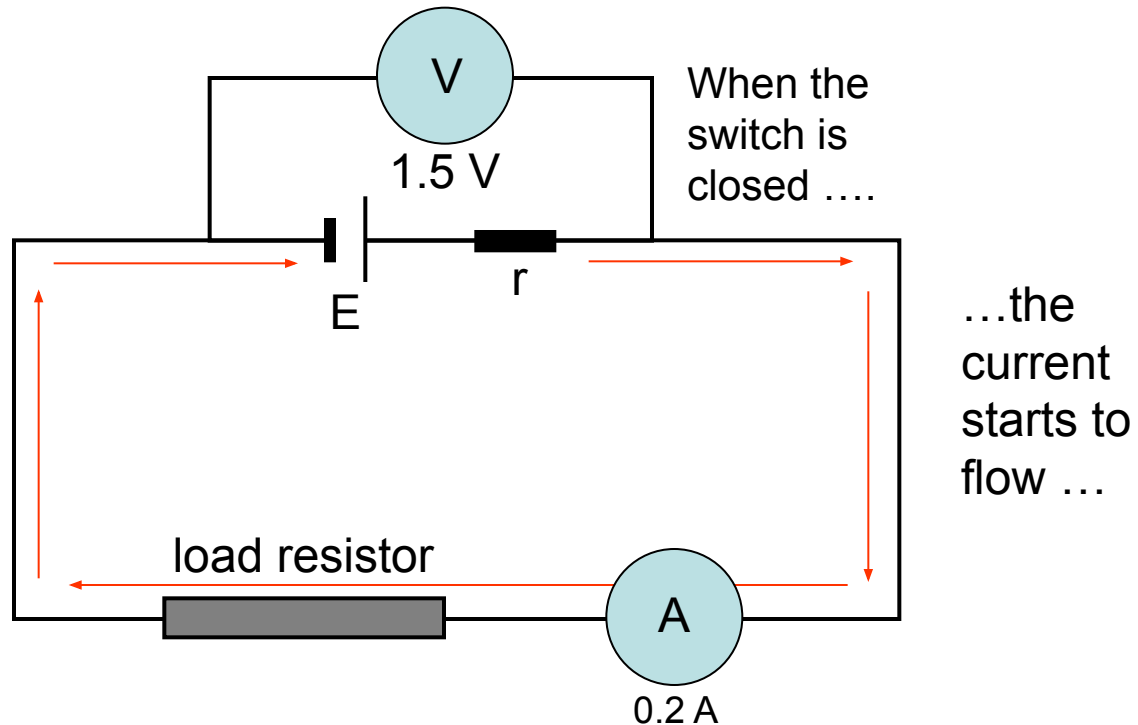 V
1.5 V
When the
switch is
closed ….
E
r
…the
current
starts to
flow …
load resistor
A
0.2 A